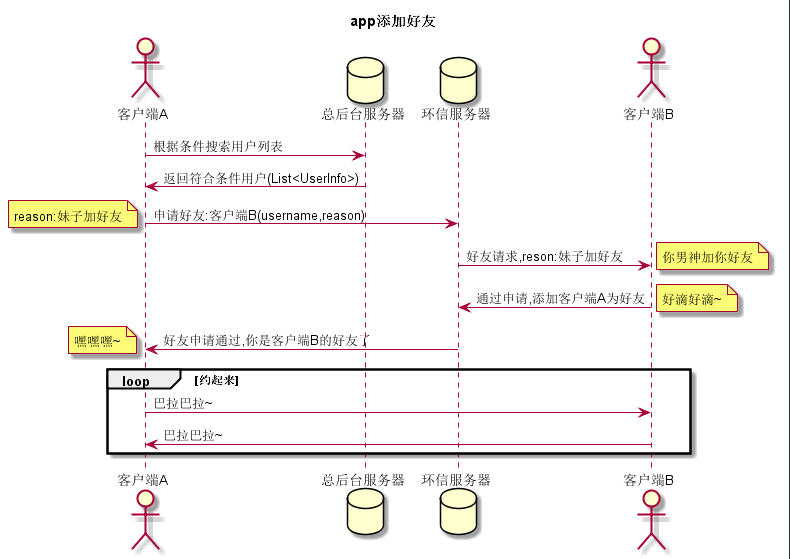 app添加好友
客户端A
总后台服务器
环信服务器
客户端B
根据条件搜索用户列表
返回符合条件用户(List<UserInfo>)
reason:妹子加好友
申请好友:客户端B(username,reason)
好友请求,reson:妹子加好友
你男神加你好友
通过申请,添加客户端A为好友
好滴好滴~
嘿嘿嘿~
好友申请通过,你是客户端B的好友了
loop [约起来]
巴拉巴拉~
巴拉巴拉~
客户端A
总后台服务器
环信服务器
客户端B